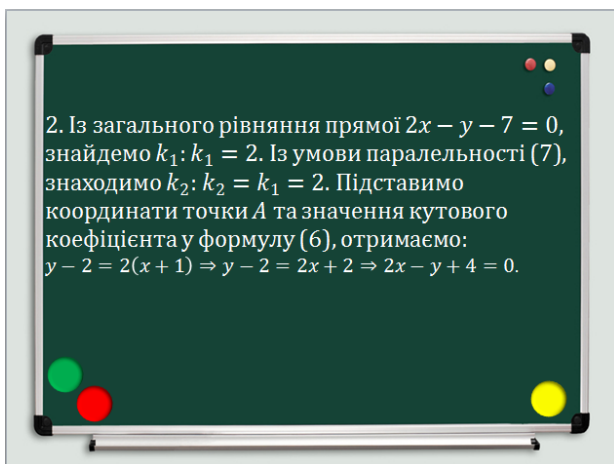 2. Із загального рівняння прямої 2x − y − 7 = 0,
знайдемо k₁: k₁ = 2. Із умови паралельності (7),
знаходимо k₂: k₂ = k₁ = 2. Підставимо
координати точки A та значення кутового
коефіцієнта у формулу (6), отримаємо:
y − 2 = 2(x + 1) ⇒ y − 2 = 2x + 2 ⇒ 2x − y + 4 = 0.